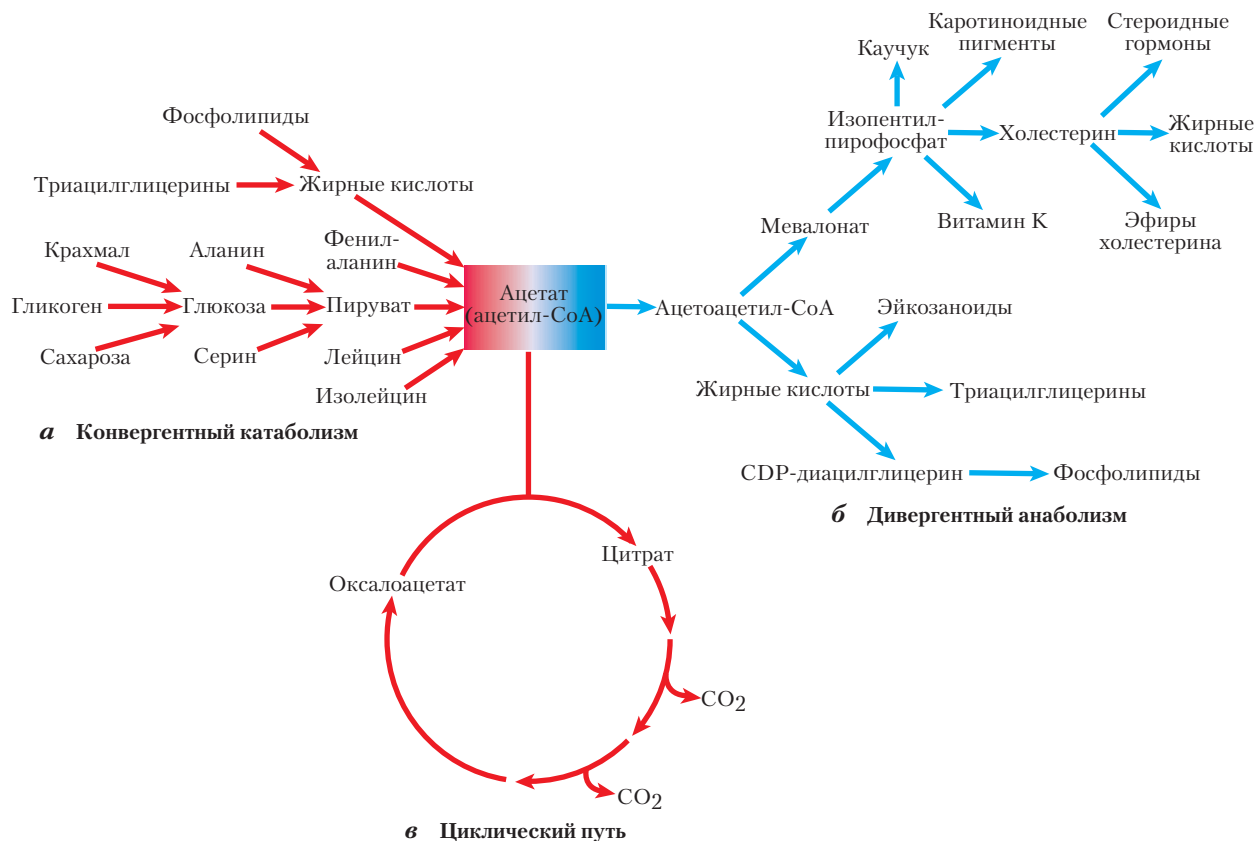 Фосфолипиды
Триацилглицерины
Жирные кислоты
Крахмал
Аланин
Фенил-
аланин
Гликоген
Глюкоза
Пируват
Сахароза
Серин
Лейцин
Изолейцин
а Конвергентный катаболизм
Ацетат
(ацетил-СоА)
Каучук
Каротиноидные
пигменты
Стероидные
гормоны
Изопентил-
пирофосфат
Холестерин
Жирные
кислоты
Мевалонат
Витамин К
Эфиры
холестерина
Ацетоацетил-СоА
Эйкозаноиды
Жирные кислоты
Триацилглицерины
CDP-диацилглицерин
Фосфолипиды
б Дивергентный анаболизм
Цитрат
Оксалоацетат
CO2
CO2
в Циклический путь